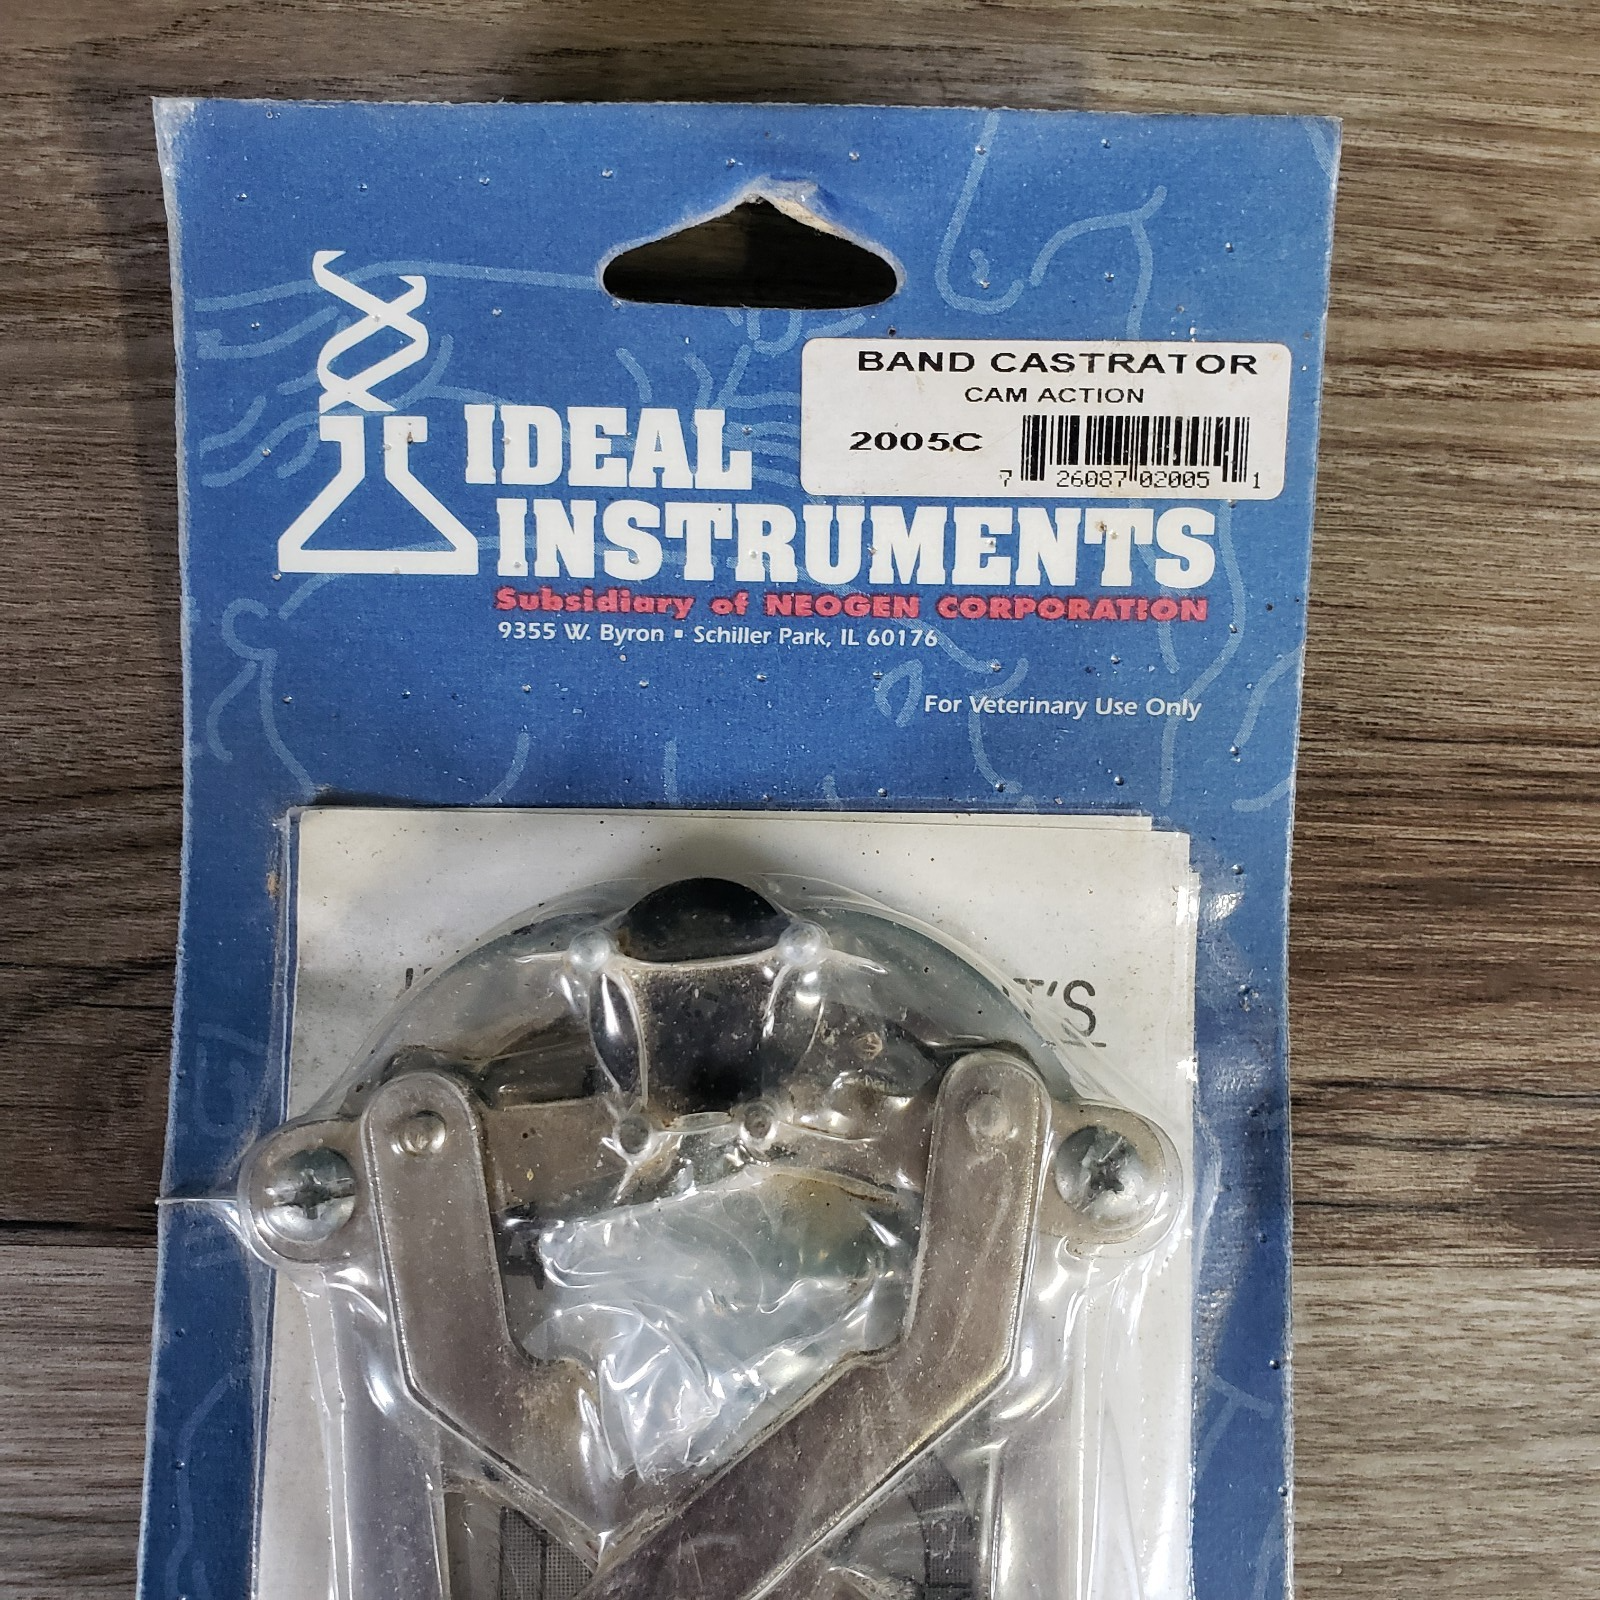 BAND CASTRATOR
CAM ACTION
2005C
7 26087 02005 1
IDEAL
INSTRUMENTS
Subsidiary of NEOGEN CORPORATION
9355 W. Byron ▪ Schiller Park, IL 60176
For Veterinary Use Only